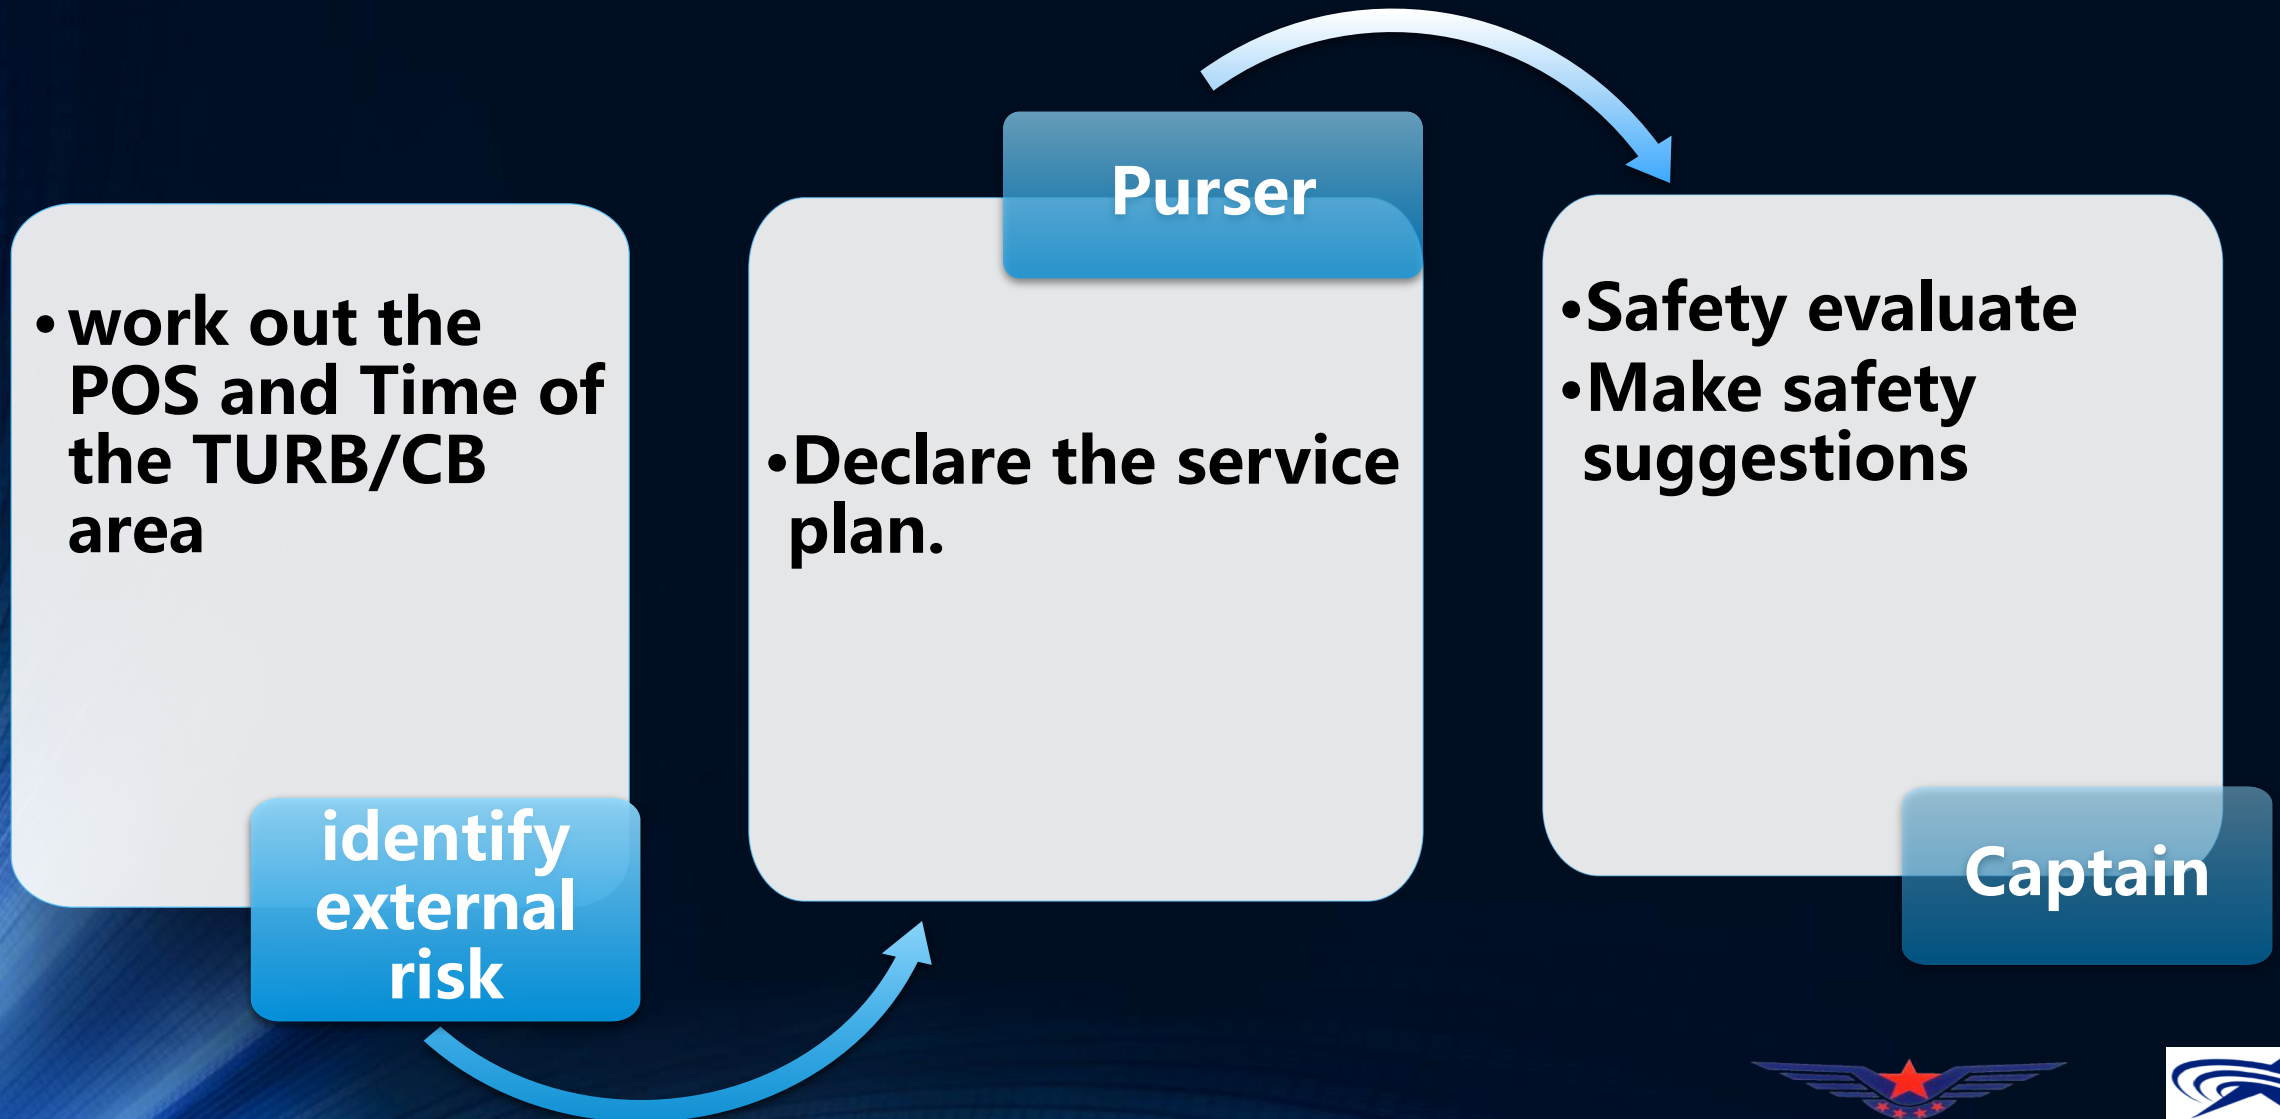 • work out the
POS and Time of
the TURB/CB
area
identify
external
risk
Purser
•Declare the service
plan.
•Safety evaluate
•Make safety
suggestions
Captain